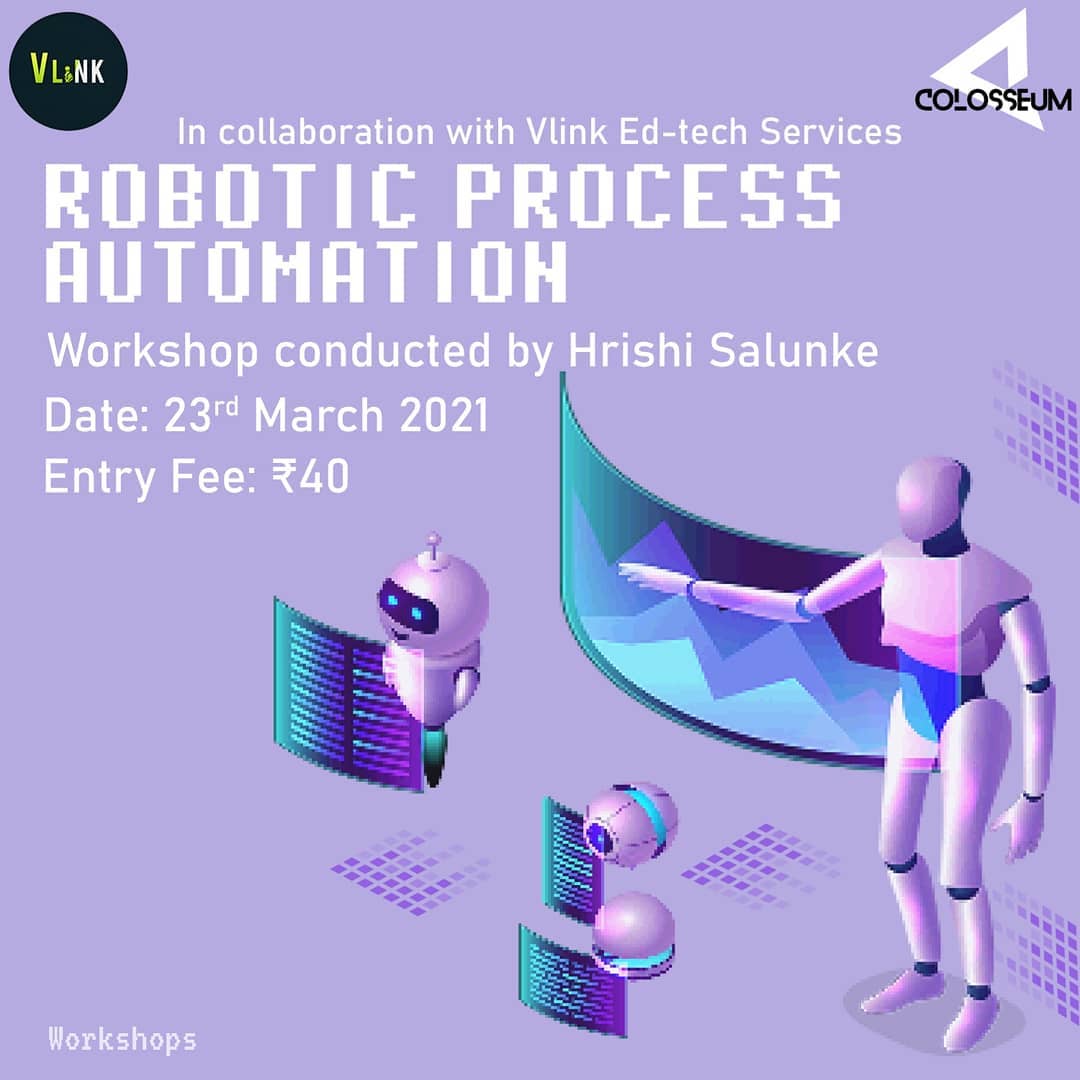 VLiNK
COLOSSEUM
In collaboration with Vlink Ed-tech Services
ROBOTIC PROCESS
AUTOMATION
Workshop conducted by Hrishi Salunke
Date: 23rd March 2021
Entry Fee: ₹40
Workshops